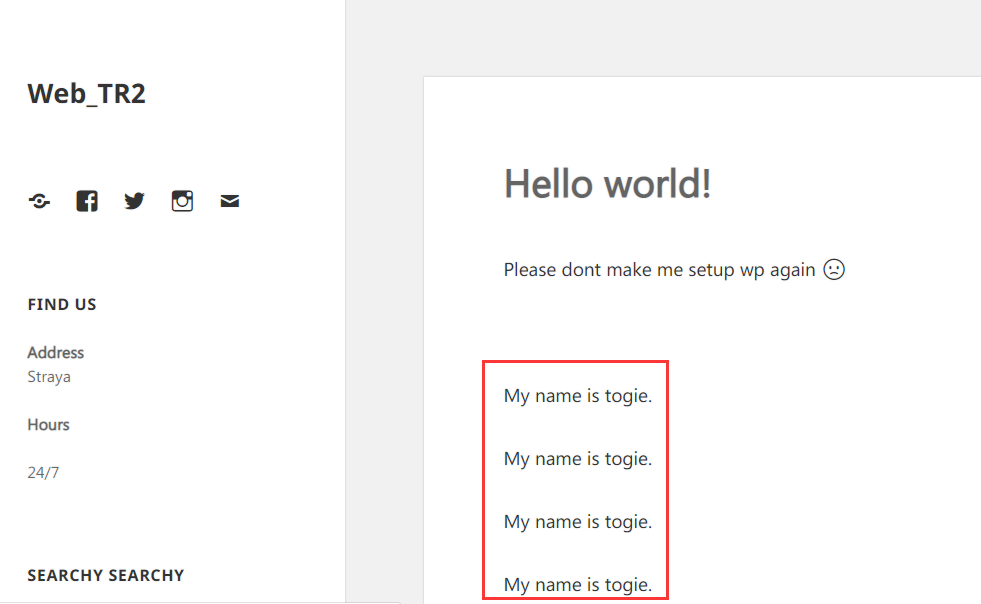 Web_TR2
FIND US
Address
Straya
Hours
24/7
SEARCHY SEARCHY
Hello world!
Please dont make me setup wp again
My name is togie.
My name is togie.
My name is togie.
My name is togie.